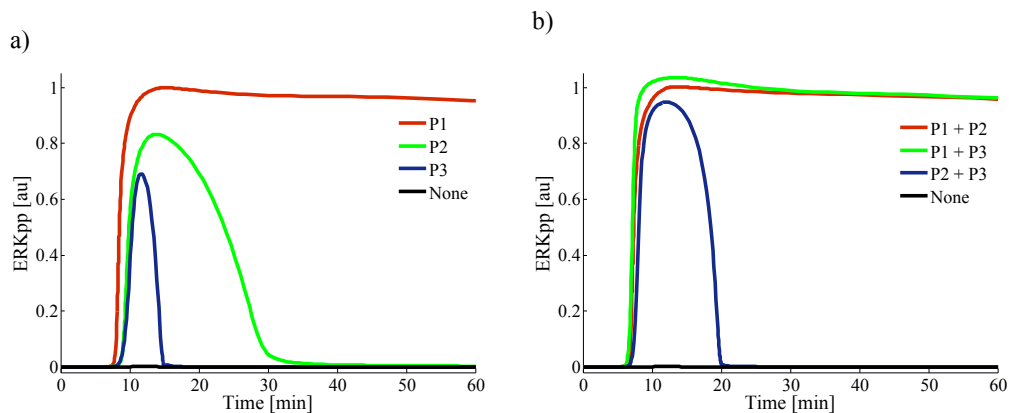 a)
ERKpp [au]
1
0.8
0.6
0.4
0.2
0
0 10 20 30 40 50 60
Time [min]
P1
P2
P3
None
b)
ERKpp [au]
1
0.8
0.6
0.4
0.2
0
0 10 20 30 40 50 60
Time [min]
P1 + P2
P1 + P3
P2 + P3
None